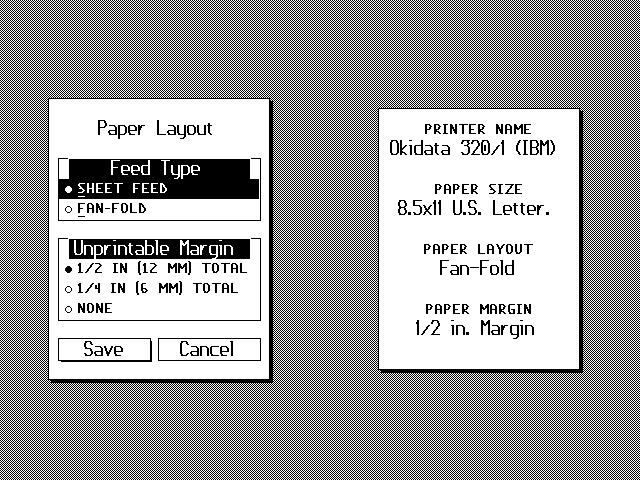 Paper Layout
Feed Type
SHEET FEED
FAN-FOLD
Unprintable Margin
1/2 IN (12 MM) TOTAL
1/4 IN (6 MM) TOTAL
NONE
Save
Cancel
PRINTER NAME
Okidata 320/1 (IBM)
PAPER SIZE
8.5x11 U.S. Letter.
PAPER LAYOUT
Fan-Fold
PAPER MARGIN
1/2 in. Margin